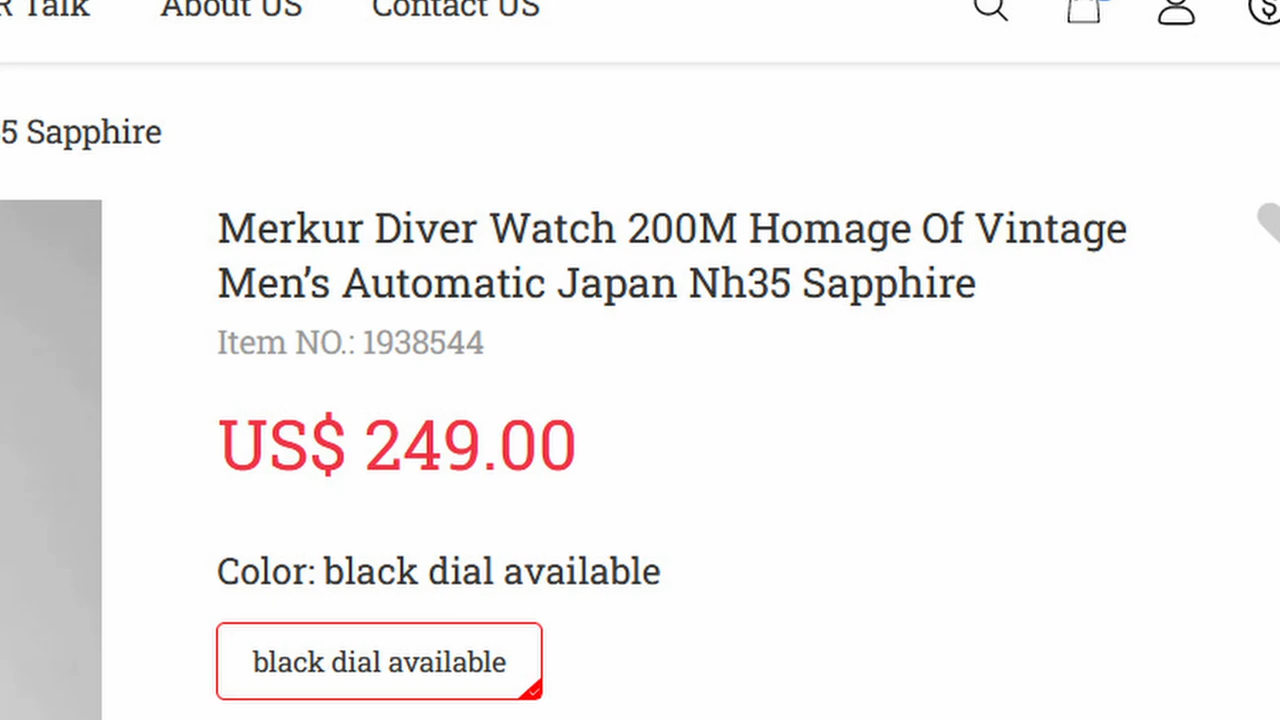 R Talk About US Contact US
5 Sapphire
Merkur Diver Watch 200M Homage Of Vintage
Men’s Automatic Japan Nh35 Sapphire
Item NO.: 1938544
US$ 249.00
Color: black dial available
black dial available